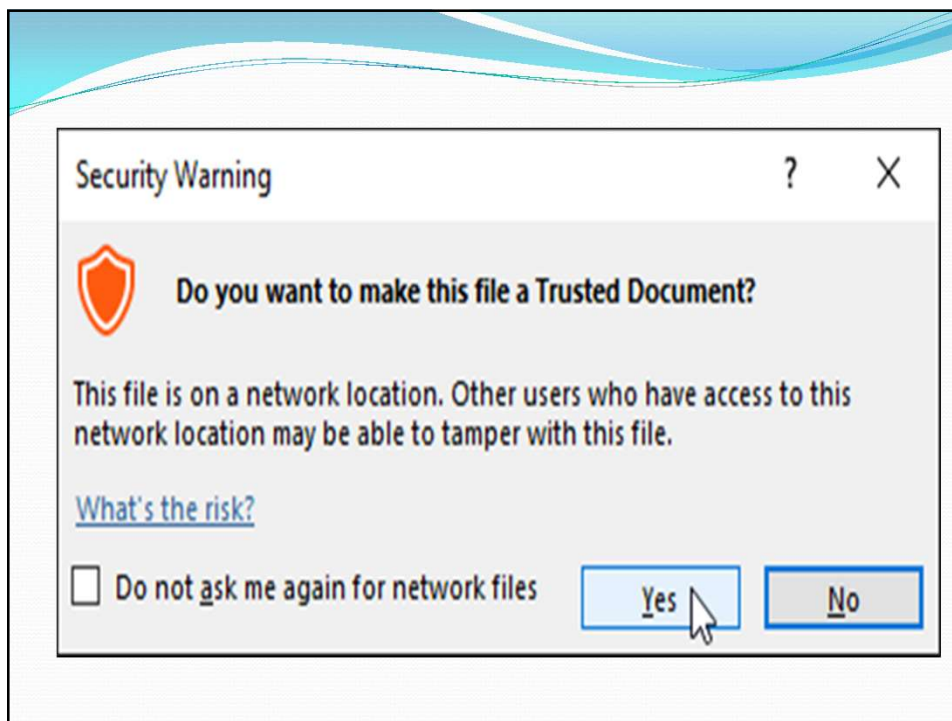 Security Warning
?
X
Do you want to make this file a Trusted Document?
This file is on a network location. Other users who have access to this
network location may be able to tamper with this file.
What's the risk?
Do not ask me again for network files
Yes
No